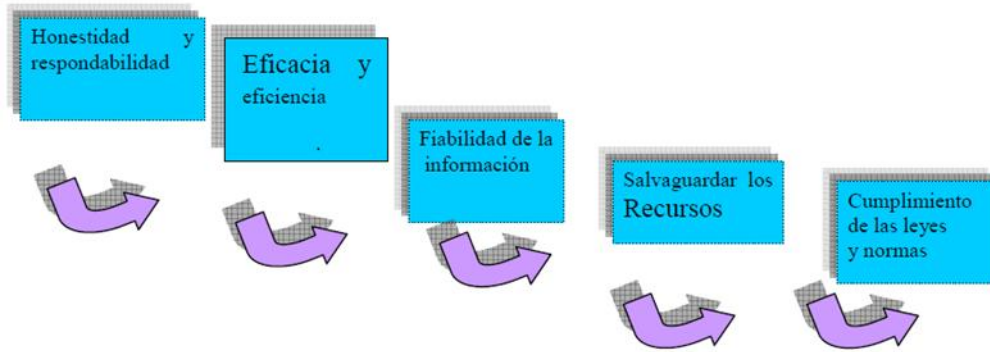 Honestidad y
respondabilidad
Eficacia y
eficiencia
.
Fiabilidad de la
información
Salvaguardar los
Recursos
Cumplimiento
de las leyes
y normas